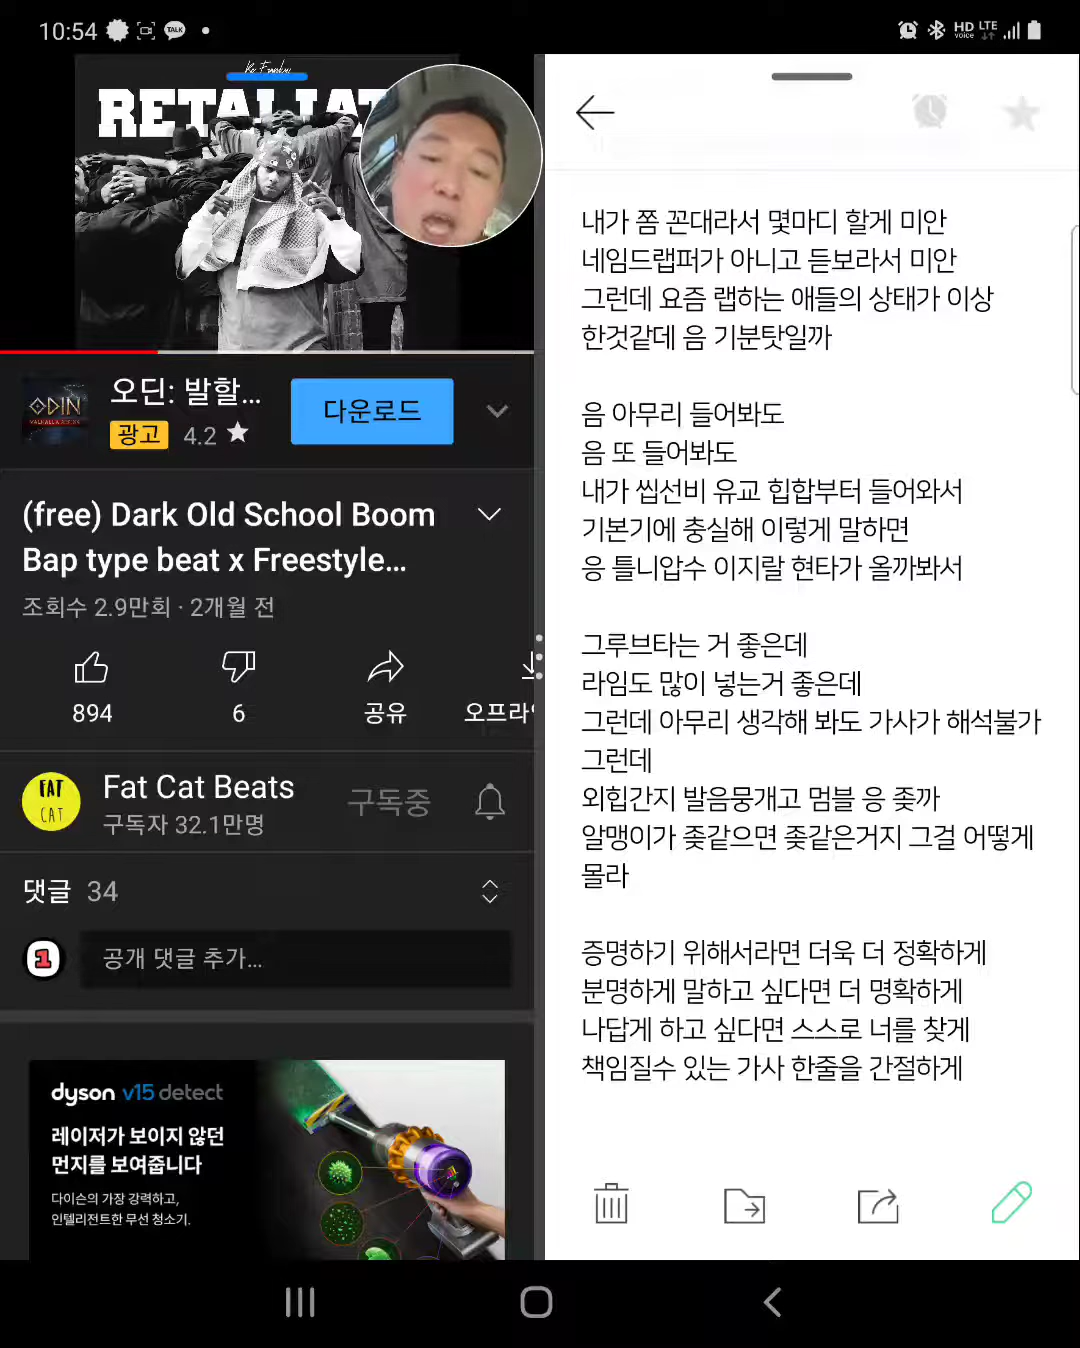 10:54
TALK
HD voice LTE
RETALIAT
오딘: 발할...
ODIN
광고 4.2 ★
다운로드
(free) Dark Old School Boom
Bap type beat x Freestyle...
조회수 2.9만회 · 2개월 전
894
6
공유
오프라
FAT
CAT
Fat Cat Beats
구독자 32.1만명
구독중
댓글 34
1
공개 댓글 추가...
dyson v15 detect
레이저가 보이지 않던
먼지를 보여줍니다
다이슨의 가장 강력하고,
인텔리전트한 무선 청소기.
내가 쫌 꼰대라서 몇마디 할게 미안
네임드랩퍼가 아니고 듣보라서 미안
그런데 요즘 랩하는 애들의 상태가 이상
한것같데 음 기분탓일까
음 아무리 들어봐도
음 또 들어봐도
내가 씹선비 유교 힙합부터 들어와서
기본기에 충실해 이렇게 말하면
응 틀니압수 이지랄 현타가 올까봐서
그루브타는 거 좋은데
라임도 많이 넣는거 좋은데
그런데 아무리 생각해 봐도 가사가 해석불가
그런데
외힙간지 발음뭉개고 멈블 응 좆까
알맹이가 좆같으면 좆같은거지 그걸 어떻게
몰라
증명하기 위해서라면 더욱 더 정확하게
분명하게 말하고 싶다면 더 명확하게
나답게 하고 싶다면 스스로 너를 찾게
책임질수 있는 가사 한줄을 간절하게